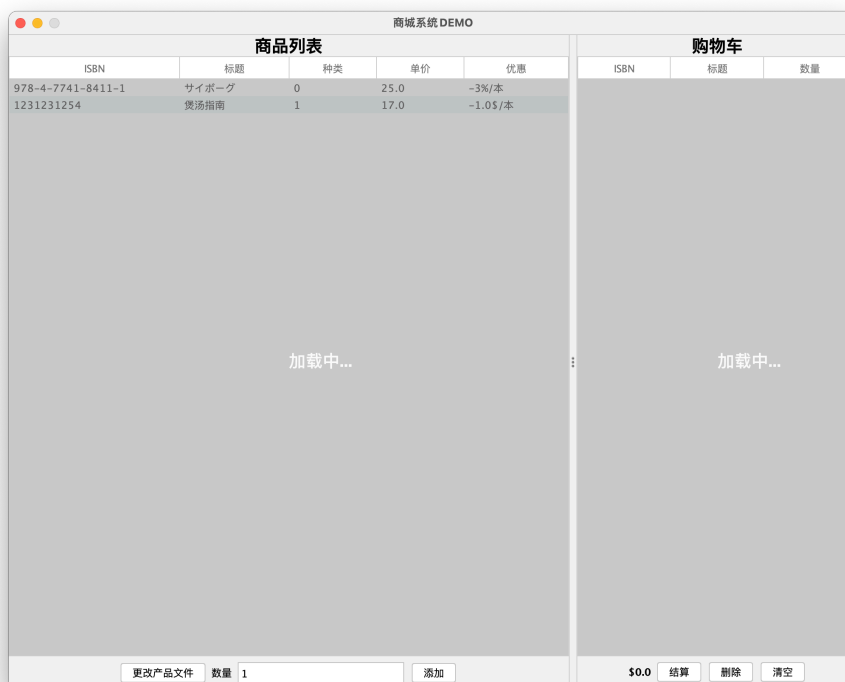 商城系统DEMO
商品列表
ISBN 标题 种类 单价 优惠
978-4-7741-8411-1 サイボーグ 0 25.0 -3%/本
1231231254 煲汤指南 1 17.0 -1.0$/本
加载中...
更改产品文件 数量 1 添加
购物车
ISBN 标题 数量
加载中...
$0.0 结算 删除 清空